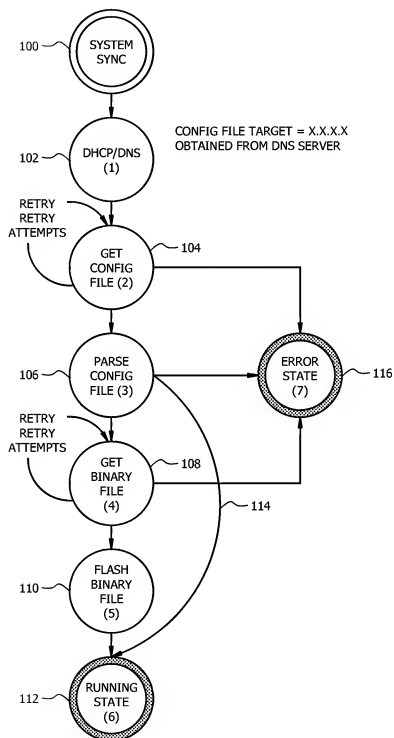 100
SYSTEM
SYNC
102
DHCP/DNS
(1)
CONFIG FILE TARGET = X.X.X.X
OBTAINED FROM DNS SERVER
RETRY
RETRY
ATTEMPTS
104
GET
CONFIG
FILE (2)
106
PARSE
CONFIG
FILE (3)
ERROR
STATE
(7)
116
RETRY
RETRY
ATTEMPTS
108
GET
BINARY
FILE
(4)
114
110
FLASH
BINARY
FILE
(5)
112
RUNNING
STATE
(6)